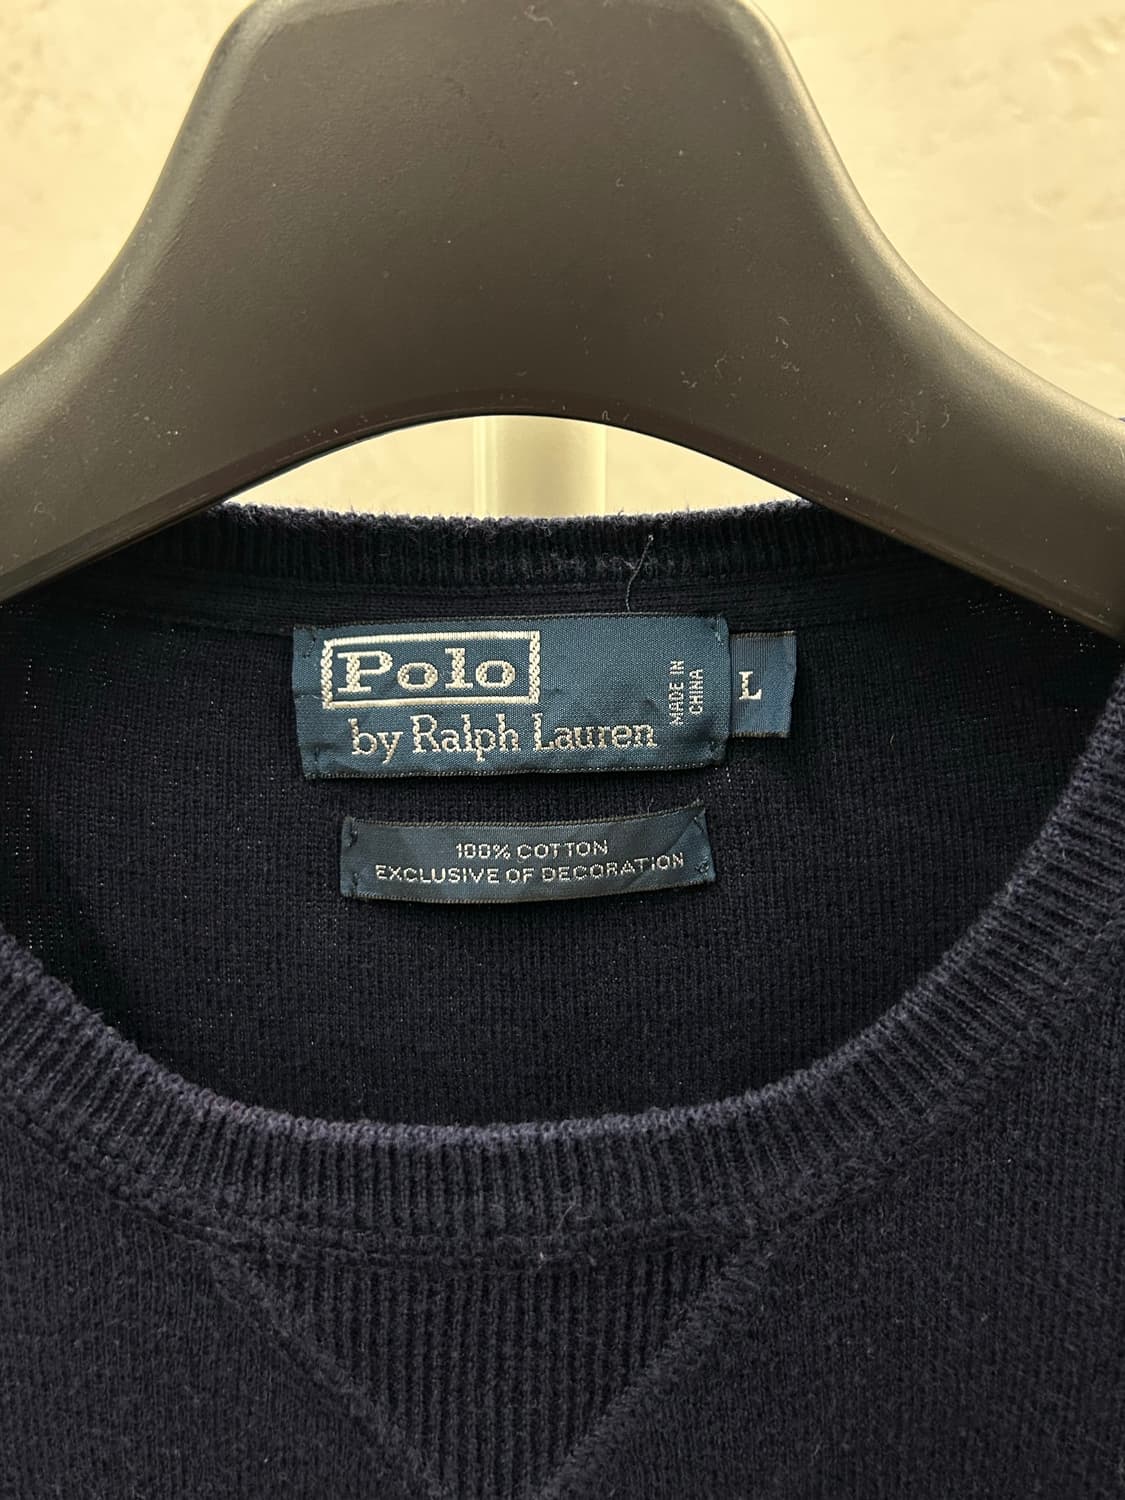 Polo
by Ralph Lauren
MADE IN
CHINA
L
100% COTTON
EXCLUSIVE OF DECORATION